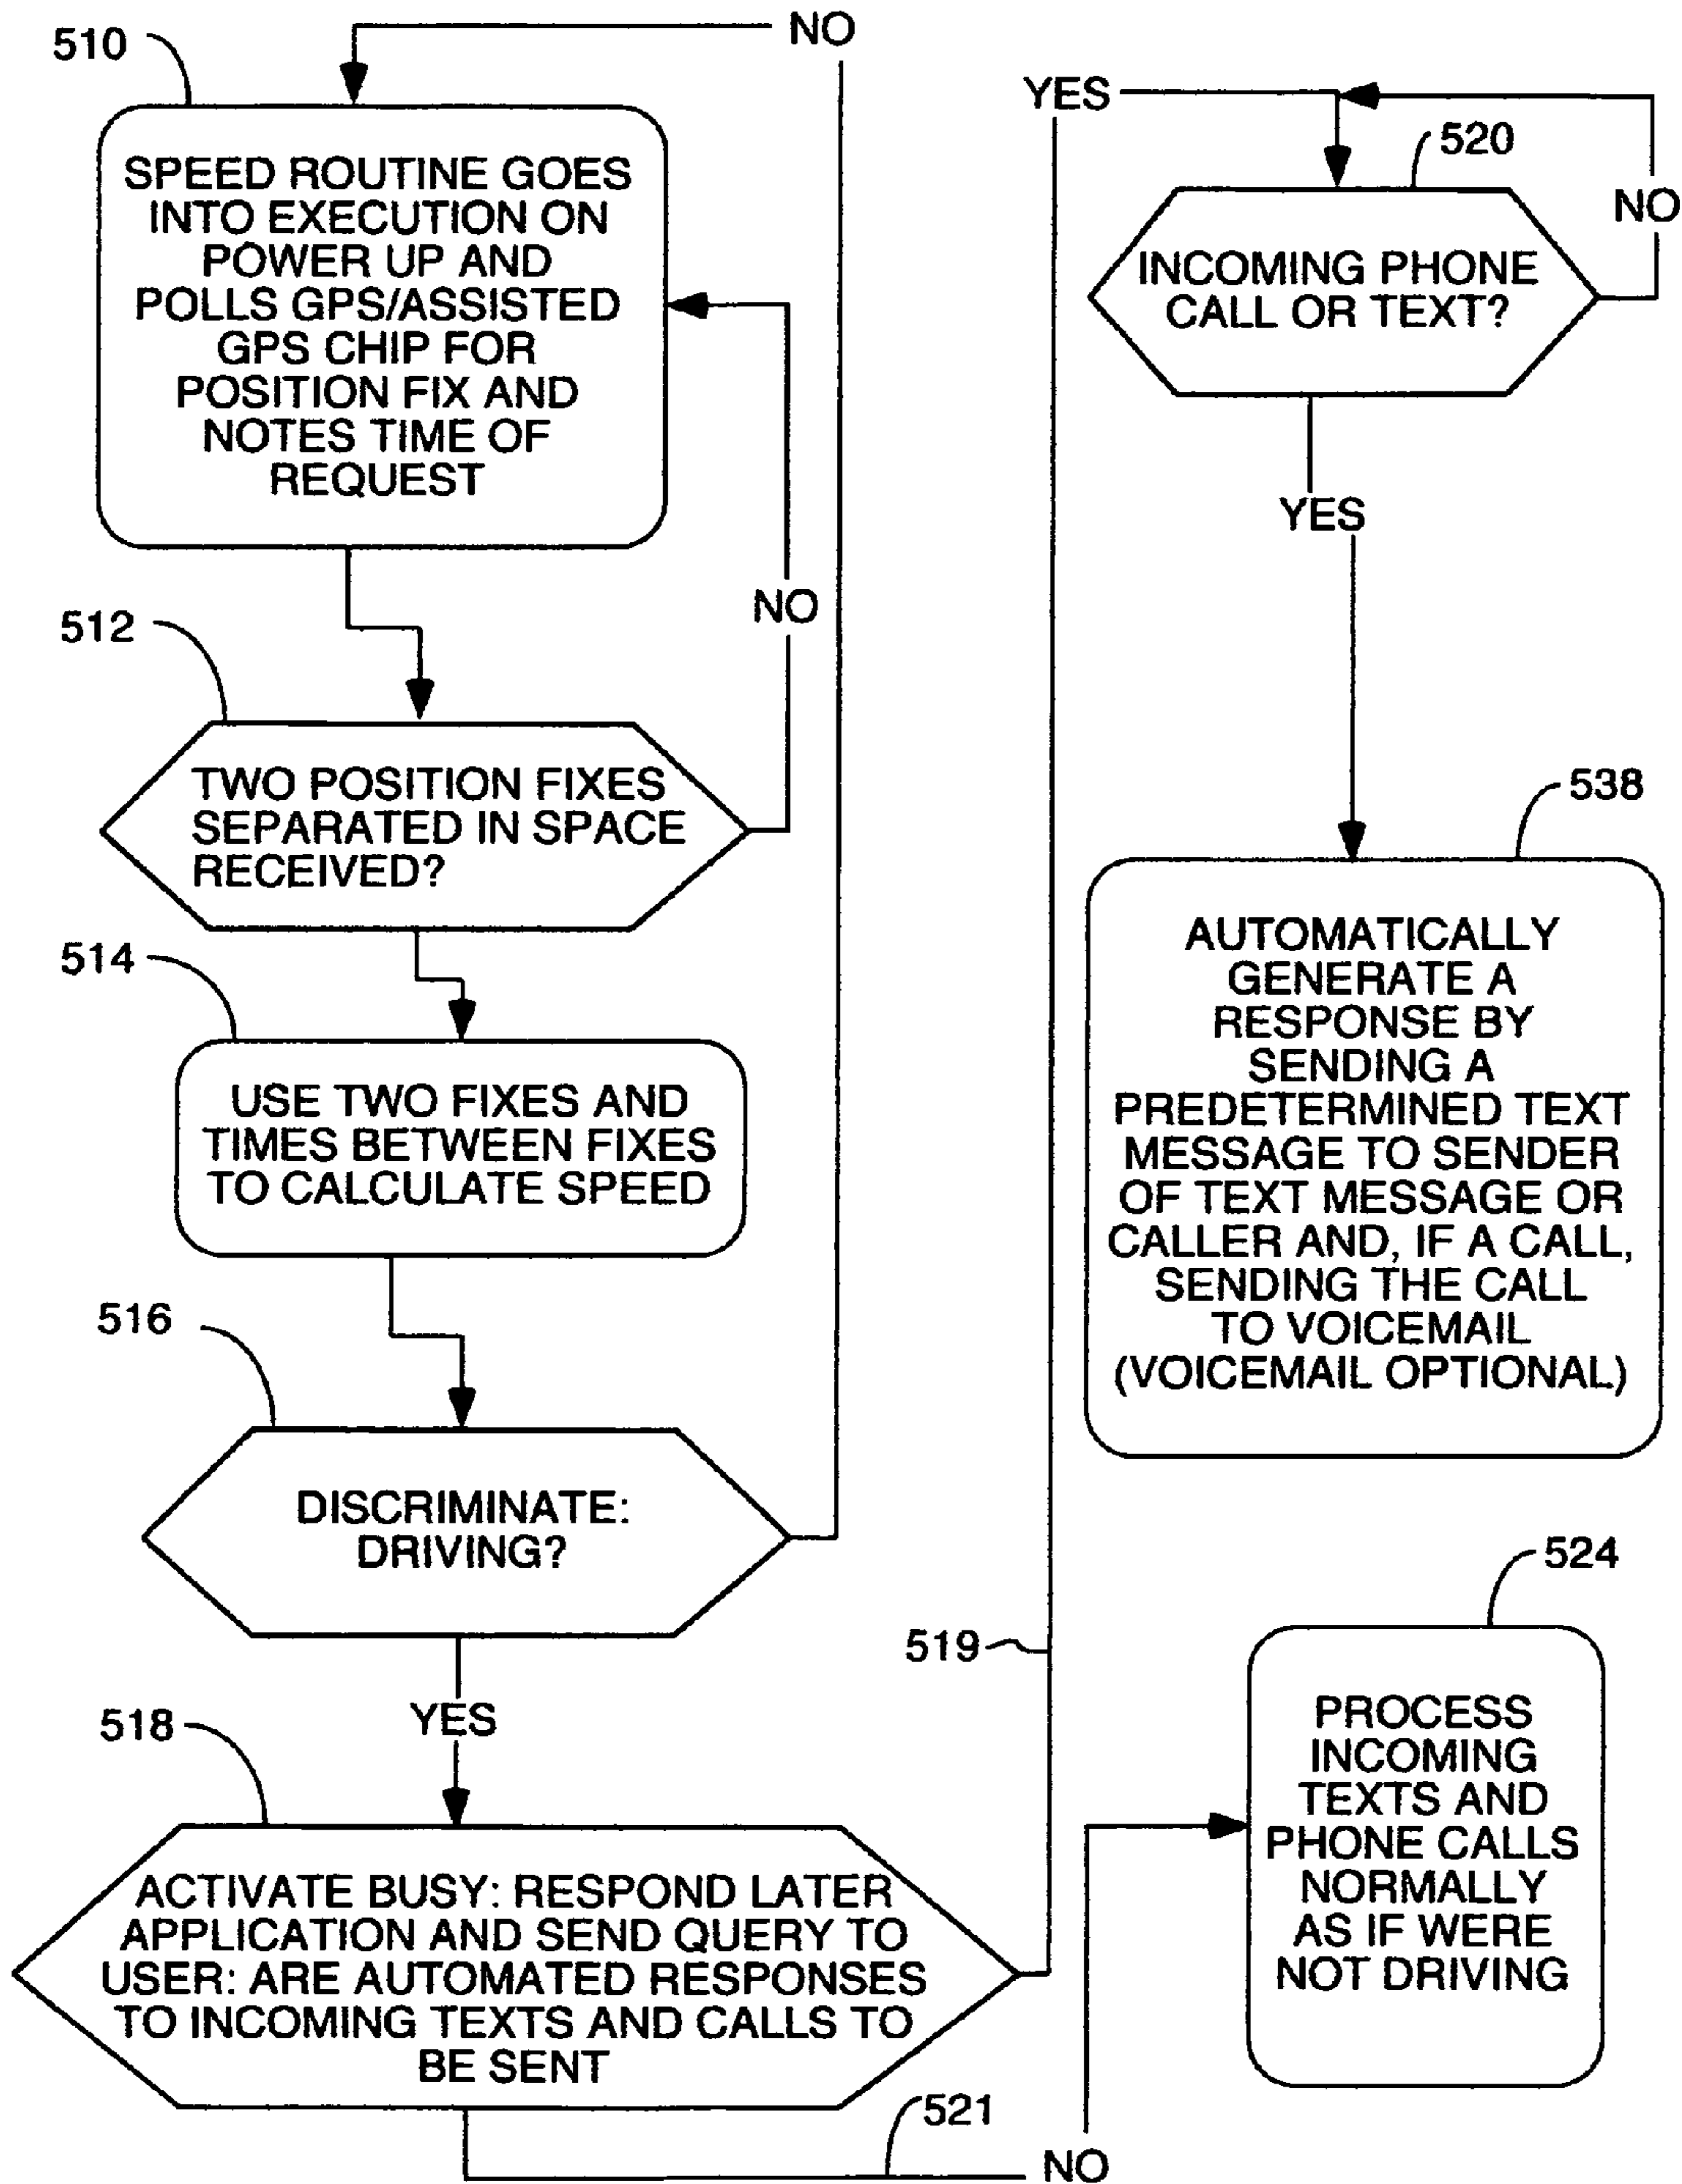 NO
510
SPEED ROUTINE GOES
INTO EXECUTION ON
POWER UP AND
POLLS GPS/ASSISTED
GPS CHIP FOR
POSITION FIX AND
NOTES TIME OF
REQUEST
NO
512
TWO POSITION FIXES
SEPARATED IN SPACE
RECEIVED?
514
USE TWO FIXES AND
TIMES BETWEEN FIXES
TO CALCULATE SPEED
516
DISCRIMINATE:
DRIVING?
YES
518
ACTIVATE BUSY: RESPOND LATER
APPLICATION AND SEND QUERY TO
USER: ARE AUTOMATED RESPONSES
TO INCOMING TEXTS AND CALLS TO
BE SENT
519
521
NO
YES
520
NO
INCOMING PHONE
CALL OR TEXT?
YES
538
AUTOMATICALLY
GENERATE A
RESPONSE BY
SENDING A
PREDETERMINED TEXT
MESSAGE TO SENDER
OF TEXT MESSAGE OR
CALLER AND, IF A CALL,
SENDING THE CALL
TO VOICEMAIL
(VOICEMAIL OPTIONAL)
524
PROCESS
INCOMING
TEXTS AND
PHONE CALLS
NORMALLY
AS IF WERE
NOT DRIVING